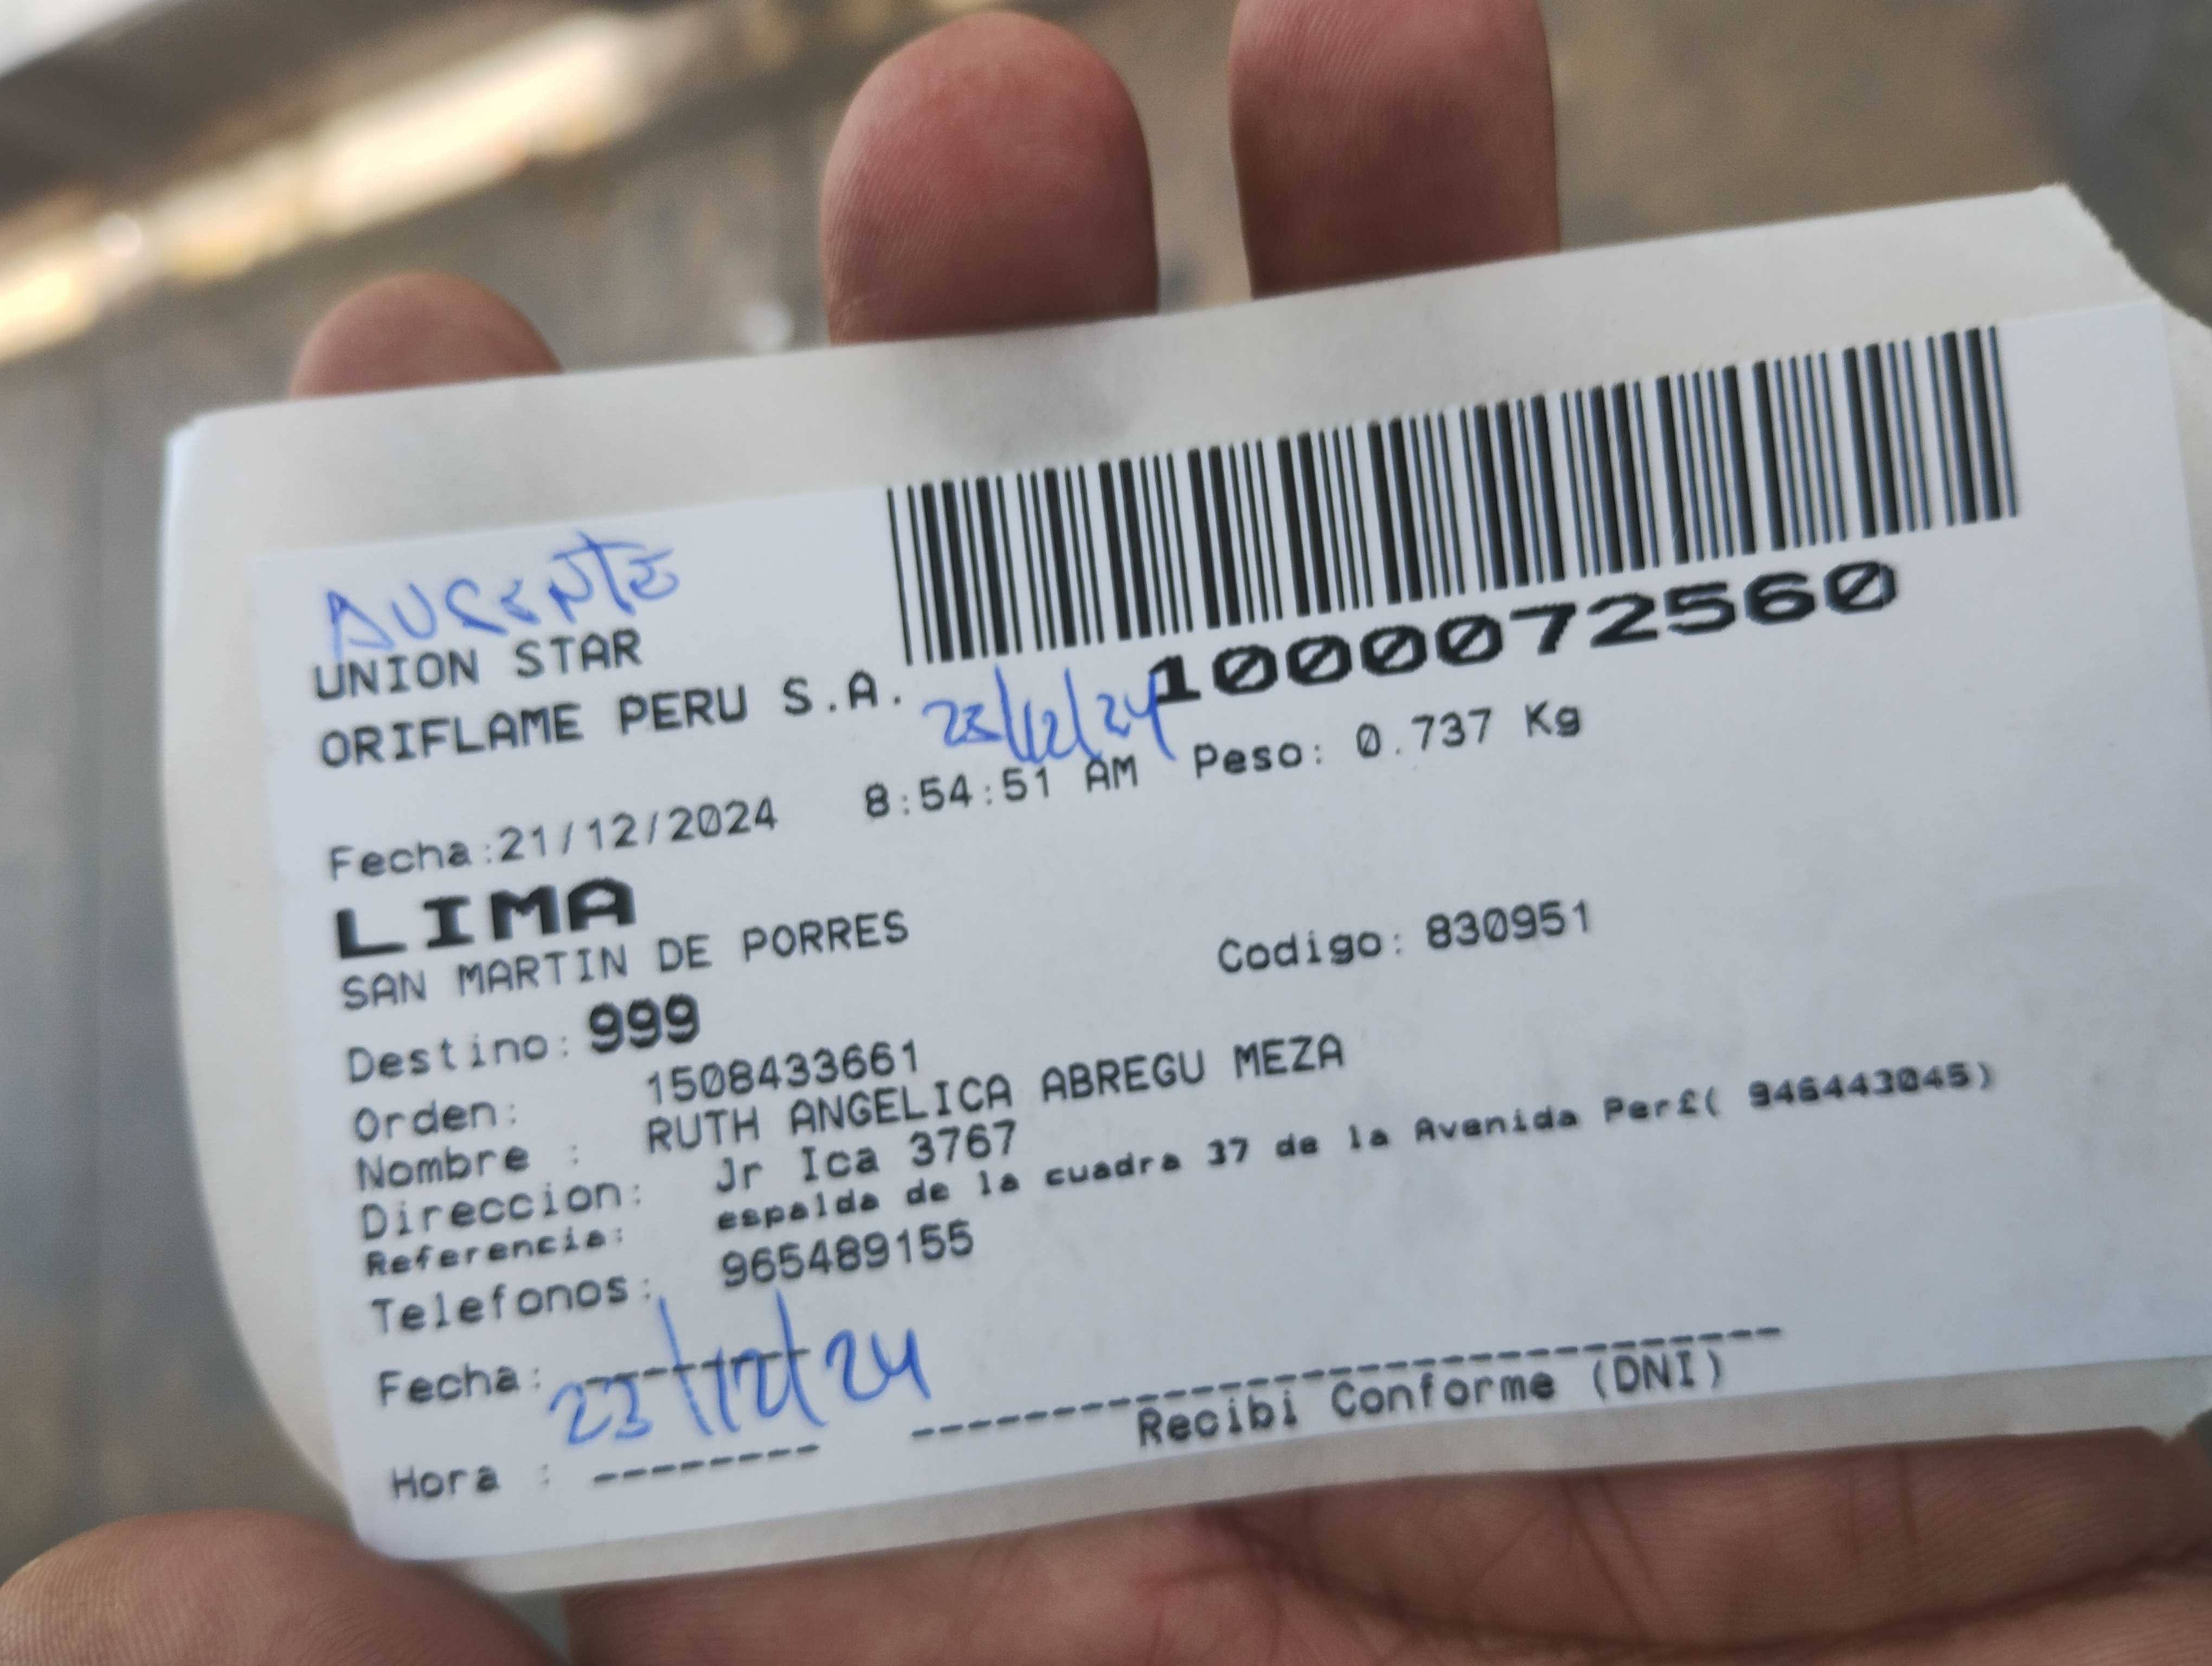 AUSENTE
UNION STAR
ORIFLAME PERU S.A.
23/12/24
1000072560
Fecha:21/12/2024 8:54:51 AM Peso: 0.737 Kg
LIMA
SAN MARTIN DE PORRES
Codigo: 830951
Destino: 999
Orden: 1508433661
Nombre : RUTH ANGELICA ABREGU MEZA
Direccion: Jr Ica 3767
Referencia: espalda de la cuadra 37 de la Avenida Per£( 946443045)
Telefonos: 965489155
Fecha: 23/12/24
Hora :
Recibi Conforme (DNI)